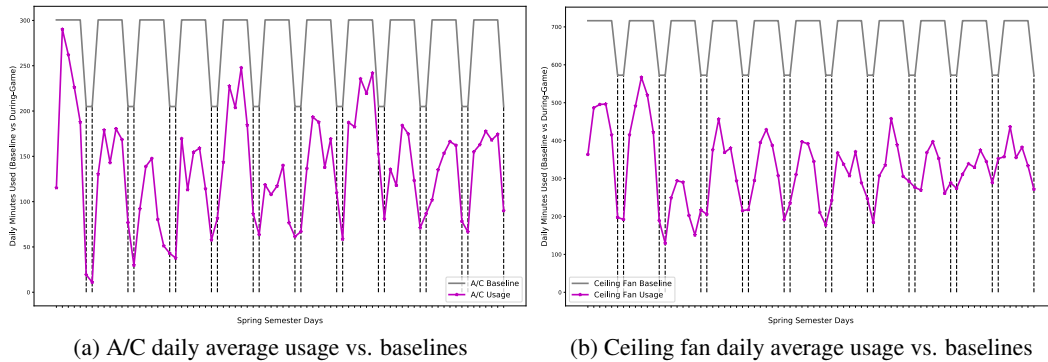 Daily Minutes Used (Baseline vs During-Game)
300
250
200
150
100
50
0
A/C Baseline
A/C Usage
Spring Semester Days
(a) A/C daily average usage vs. baselines
Daily Minutes Used (Baseline vs During-Game)
700
600
500
400
300
200
100
0
Ceiling Fan Baseline
Ceiling Fan Usage
Spring Semester Days
(b) Ceiling fan daily average usage vs. baselines